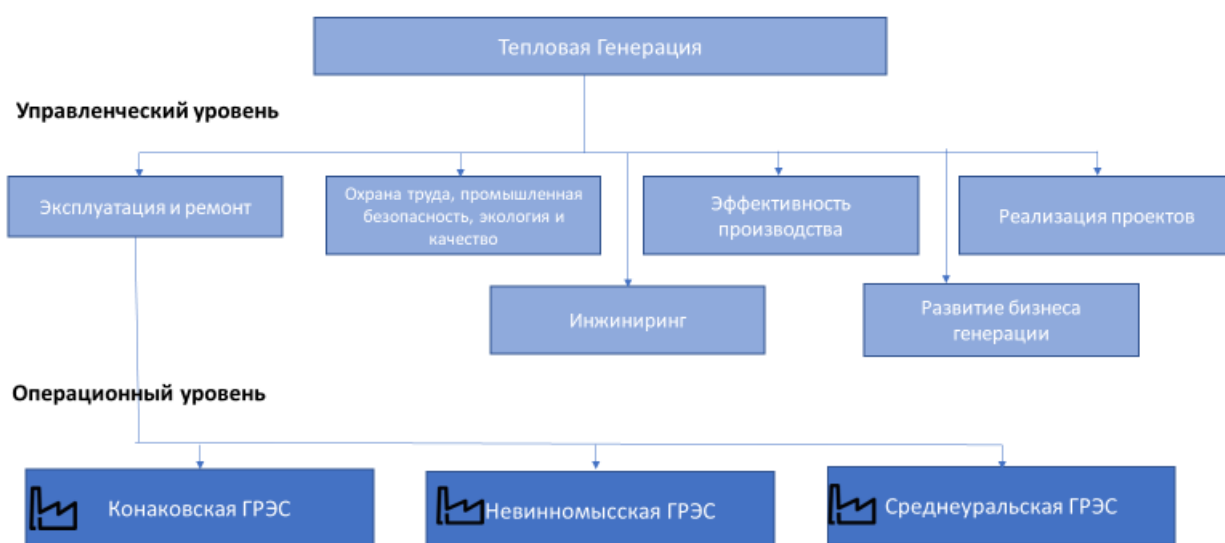 Тепловая Генерация
Управленческий уровень
Эксплуатация и ремонт
Охрана труда, промышленная
безопасность, экология и
качество
Эффективность
производства
Реализация проектов
Инжиниринг
Развитие бизнеса
генерации
Операционный уровень
Конаковская ГРЭС
Невинномысская ГРЭС
Среднеуральская ГРЭС